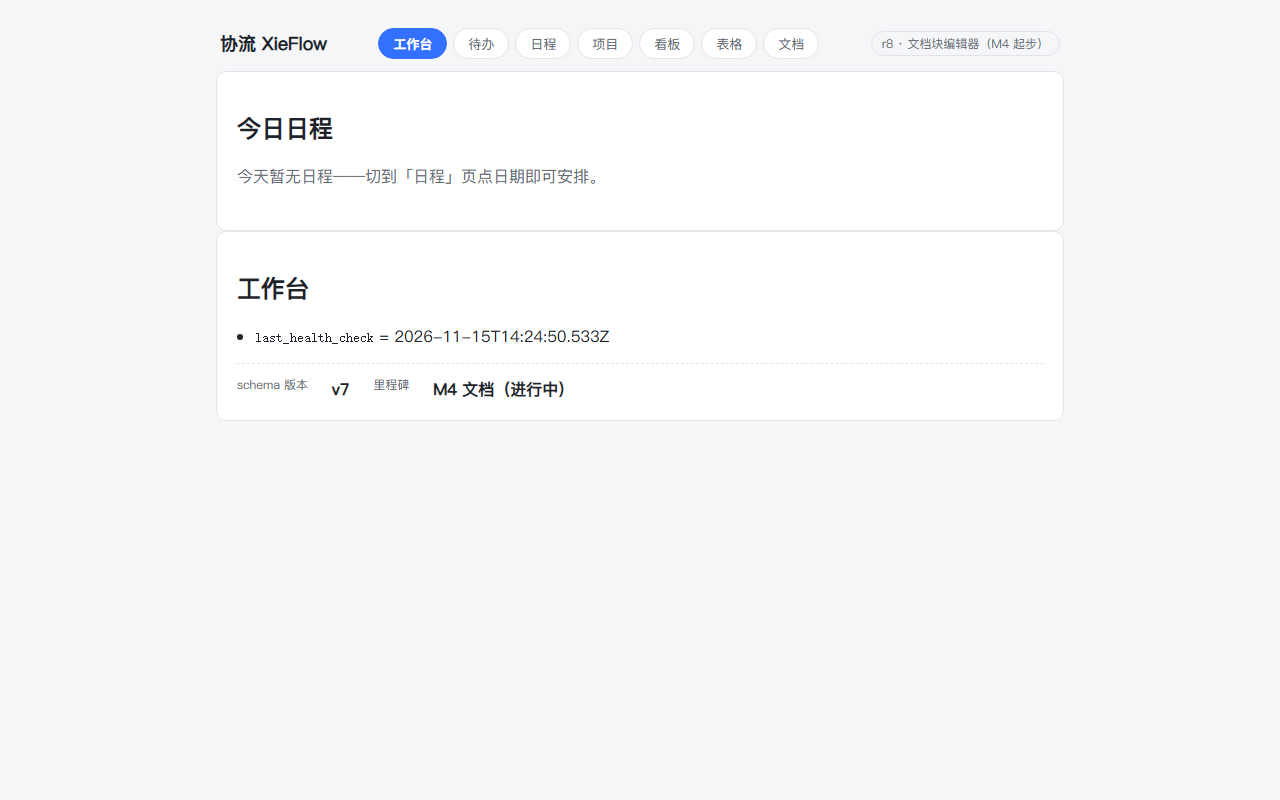 协流 XieFlow 工作台 待办 日程 项目 看板 表格 文档 r8 · 文档块编辑器（M4 起步）
今日日程
今天暂无日程——切到「日程」页点日期即可安排。
工作台
• last_health_check = 2026-11-15T14:24:50.533Z
schema 版本 v7 里程碑 M4 文档（进行中）